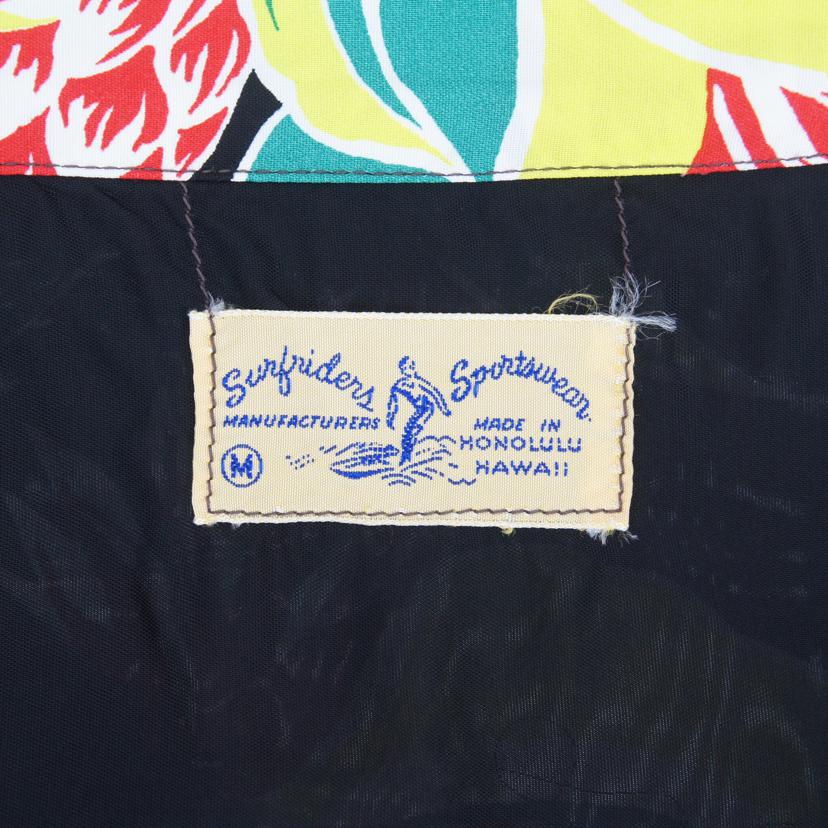 Surfriders Sportswear
MANUFACTURERS
MADE IN
HONOLULU
HAWAII
M